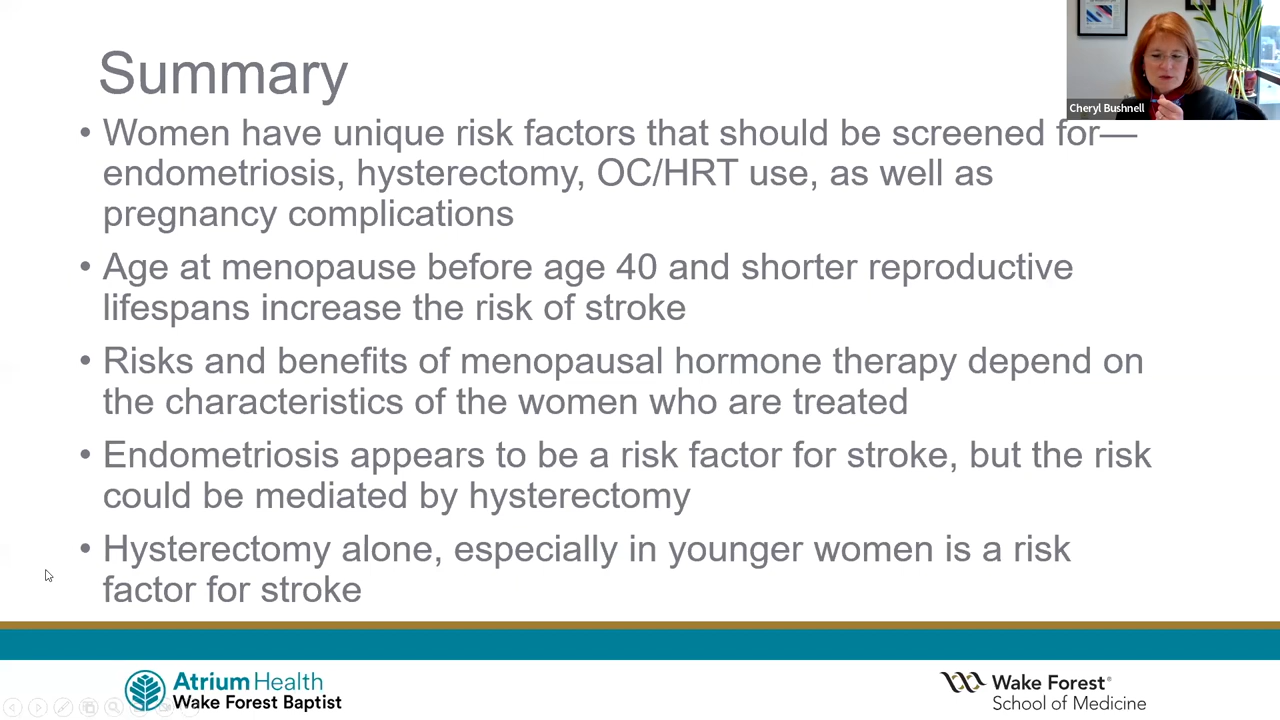 Summary
Cheryl Bushnell
• Women have unique risk factors that should be screened for—
endometriosis, hysterectomy, OC/HRT use, as well as
pregnancy complications
• Age at menopause before age 40 and shorter reproductive
lifespans increase the risk of stroke
• Risks and benefits of menopausal hormone therapy depend on
the characteristics of the women who are treated
• Endometriosis appears to be a risk factor for stroke, but the risk
could be mediated by hysterectomy
• Hysterectomy alone, especially in younger women is a risk
factor for stroke
Atrium Health
Wake Forest Baptist
Wake Forest®
School of Medicine